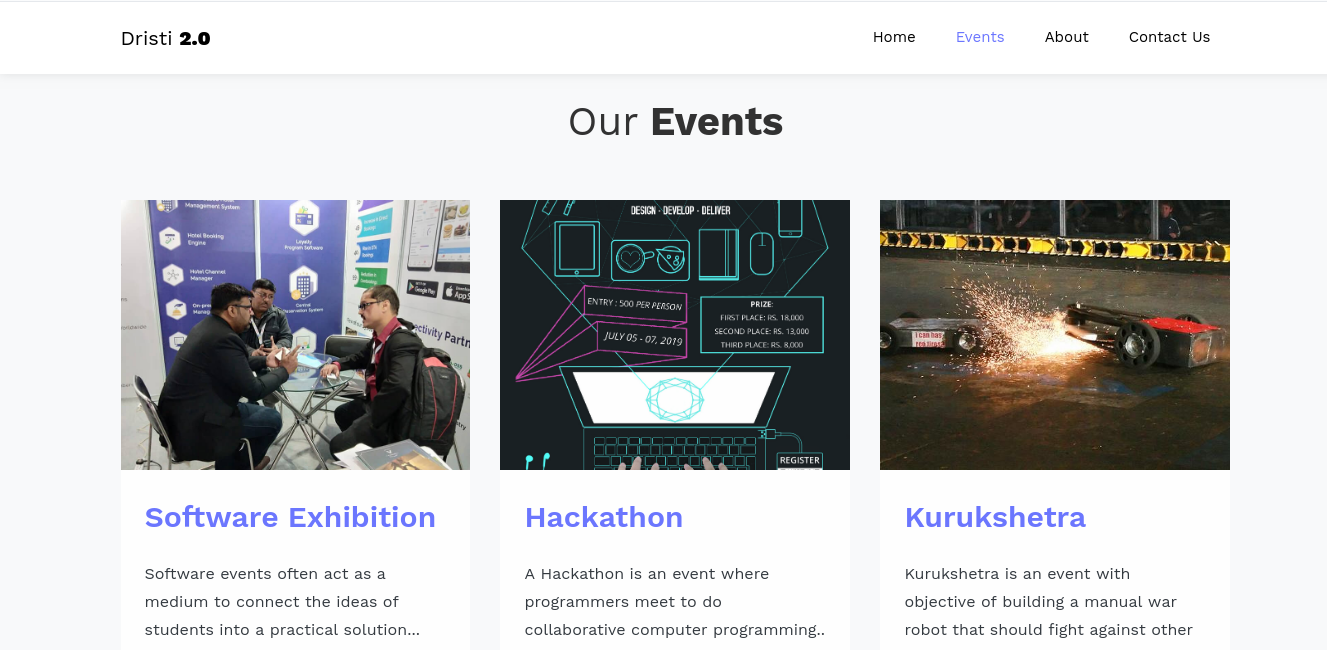 Dristi 2.0
Home
Events
About
Contact Us
Our Events
Management System
Hotel Booking
Engine
Hotel Channel
Manager
Loyalty
Program Software
Central
Reservation System
Google Play
DESIGN · DEVELOP · DELIVER
ENTRY : 500 PER PERSON
JULY 05 - 07, 2019
PRIZE:
FIRST PLACE: RS. 18,000
SECOND PLACE: RS. 13,000
THIRD PLACE: RS. 8,000
REGISTER
I can has
Software Exhibition
Software events often act as a
medium to connect the ideas of
students into a practical solution...
Hackathon
A Hackathon is an event where
programmers meet to do
collaborative computer programming..
Kurukshetra
Kurukshetra is an event with
objective of building a manual war
robot that should fight against other